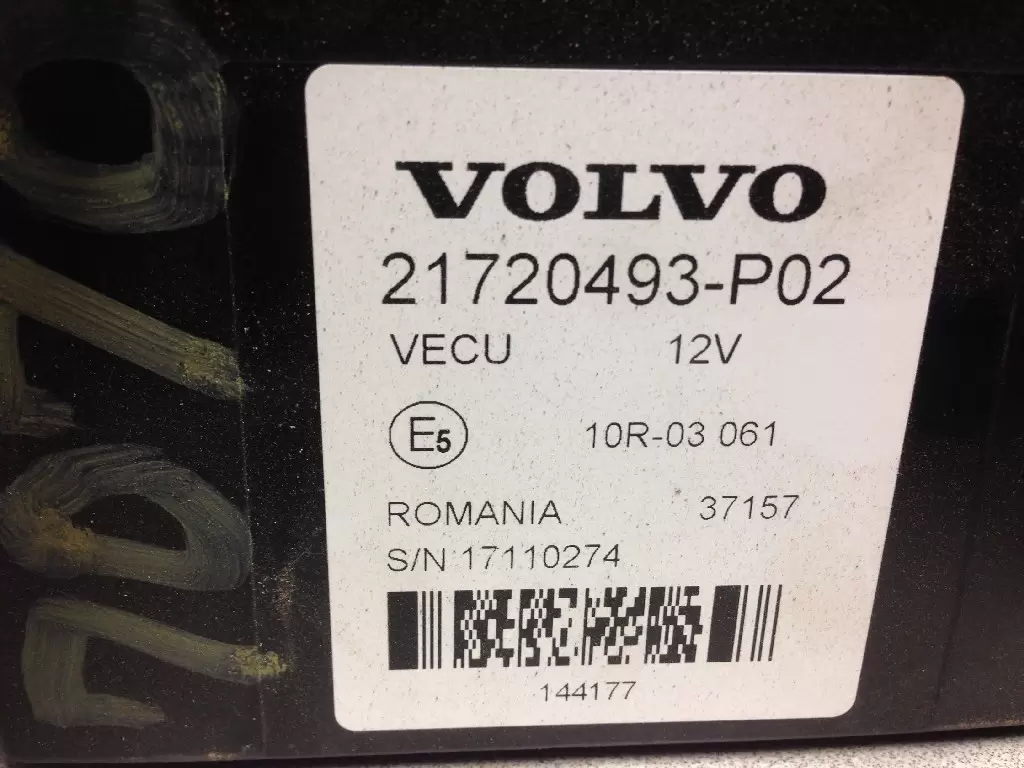 VOLVO
21720493-P02
VECU 12V
E5 10R-03 061
ROMANIA 37157
S/N 17110274
144177